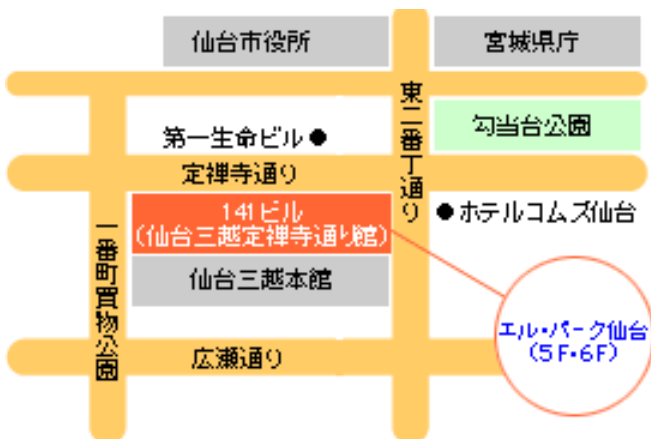 仙台市役所
宮城県庁
東二番丁通り
勾当台公園
第一生命ビル●
定禅寺通り
141ビル
(仙台三越定禅寺通り館)
●ホテルコムズ仙台
一番町買物公園
仙台三越本館
エル・パーク仙台
(5F・6F)
広瀬通り